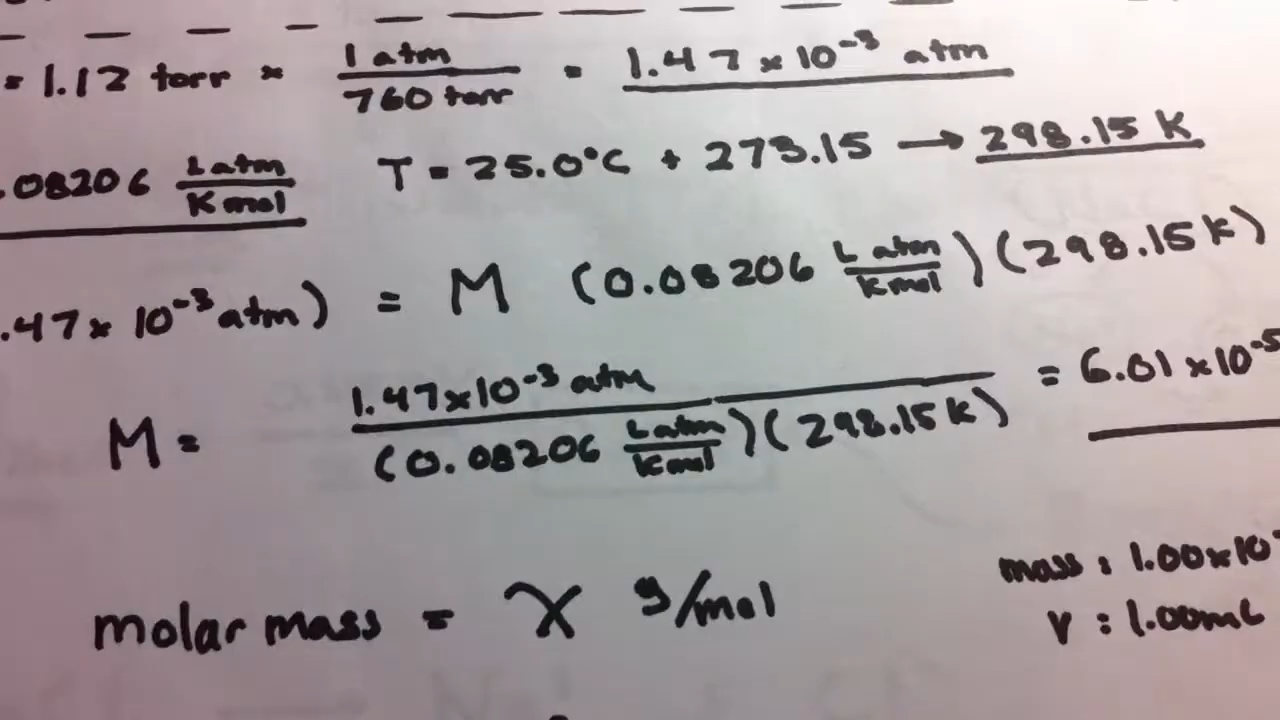 = 1.12 torr × 1 atm / 760 torr = 1.47 × 10⁻³ atm
.08206 L atm / K mol T = 25.0°C + 273.15 → 298.15 K
.47 × 10⁻³ atm) = M (0.08206 L atm / K mol) (298.15 K)
M = 1.47 × 10⁻³ atm / (0.08206 L atm / K mol) (298.15 K) = 6.01 × 10⁻⁵
mass : 1.00 × 10
molar mass = X g/mol
V : 1.00 mL